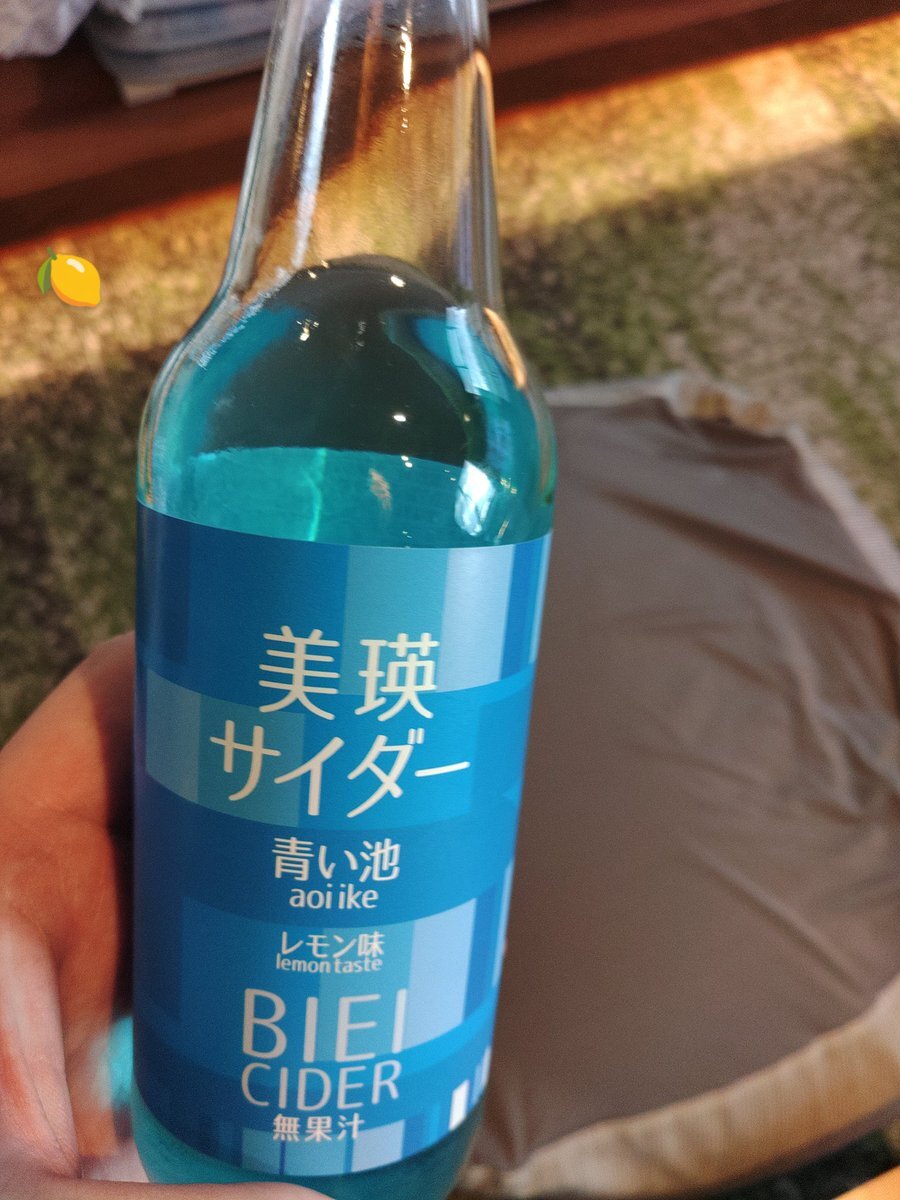 美瑛
サイダー
青い池
aoi ike
レモン味
lemon taste
BIEI
CIDER
無果汁